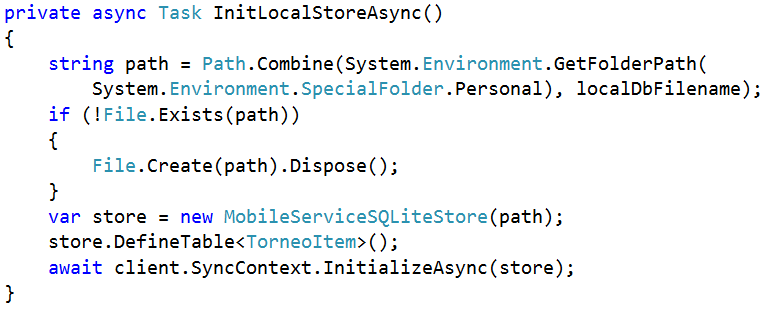 private async Task InitLocalStoreAsync()
{
    string path = Path.Combine(System.Environment.GetFolderPath(
        System.Environment.SpecialFolder.Personal), localDbFilename);
    if (!File.Exists(path))
    {
        File.Create(path).Dispose();
    }
    var store = new MobileServiceSQLiteStore(path);
    store.DefineTable<TorneoItem>();
    await client.SyncContext.InitializeAsync(store);
}